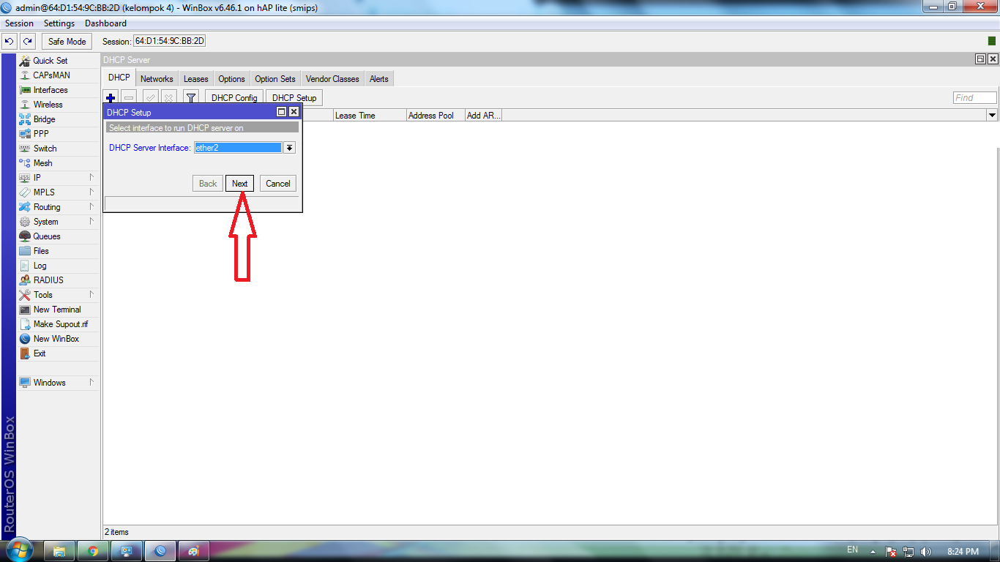 admin@64:D1:54:9C:BB:2D (kelompok 4) - WinBox v6.46.1 on hAP lite (smips)
Session Settings Dashboard
Safe Mode Session: 64:D1:54:9C:BB:2D
Quick Set
CAPsMAN
Interfaces
Wireless
Bridge
PPP
Switch
Mesh
IP
MPLS
Routing
System
Queues
Files
Log
RADIUS
Tools
New Terminal
Make Supout.rif
New WinBox
Exit
Windows
RouterOS WinBox
DHCP Server
DHCP Networks Leases Options Option Sets Vendor Classes Alerts
DHCP Config DHCP Setup Find
Lease Time Address Pool Add AR...
DHCP Setup
Select interface to run DHCP server on
DHCP Server Interface: ether2
Back Next Cancel
2 items
EN 8:24 PM